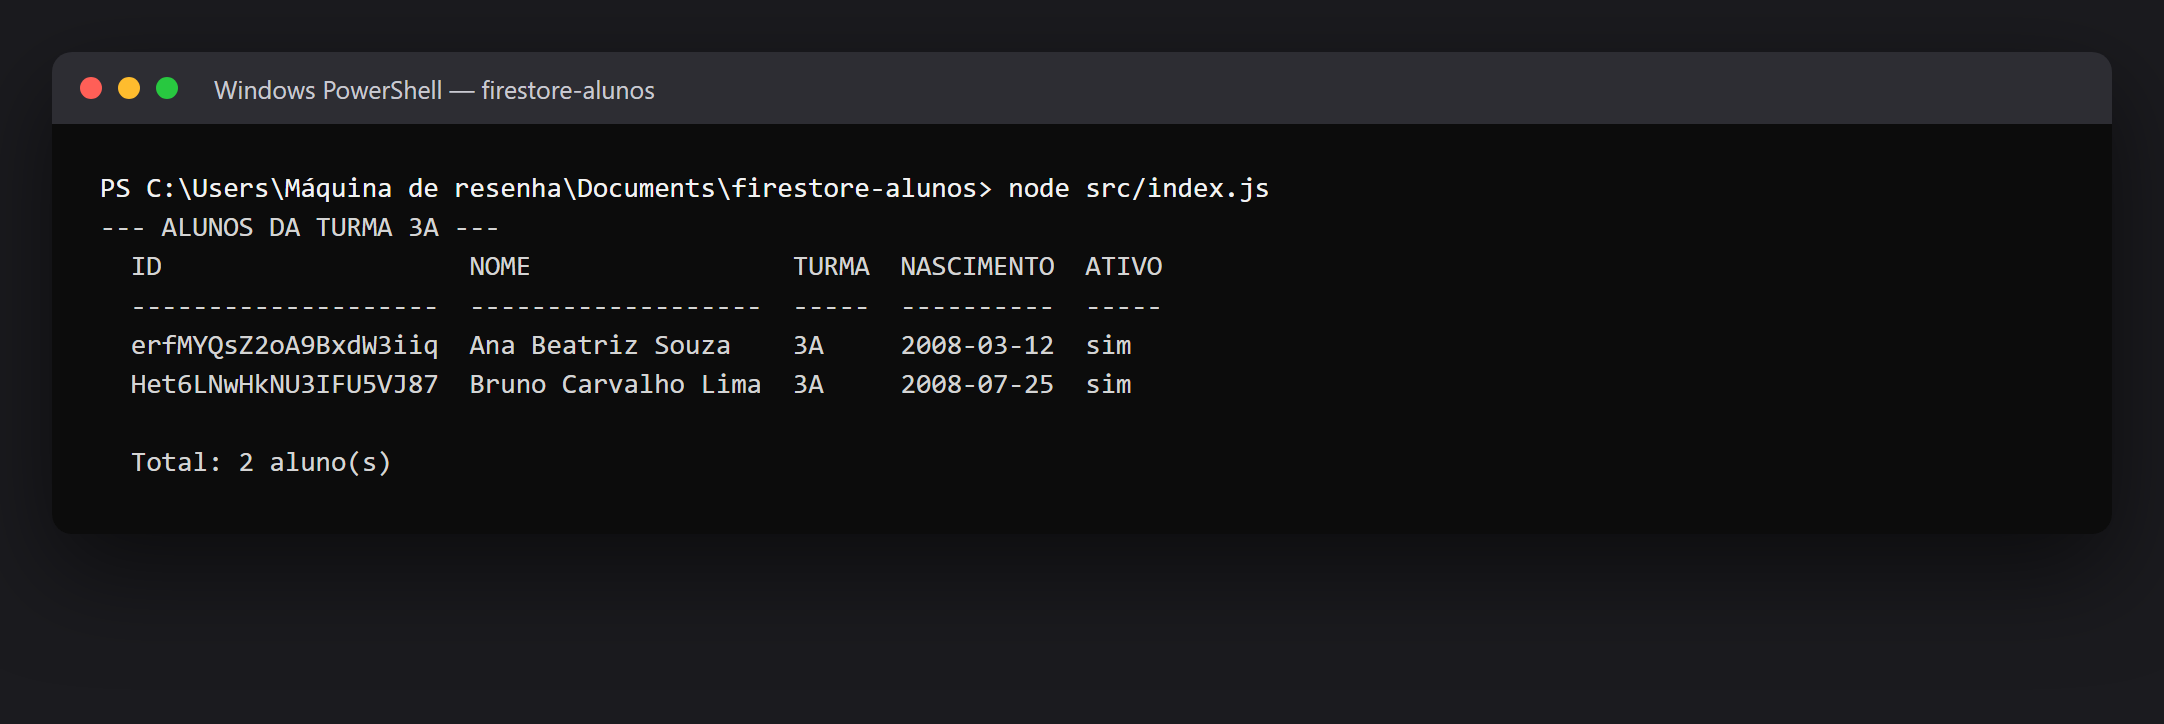 Windows PowerShell — firestore-alunos
PS C:\Users\Máquina de resenha\Documents\firestore-alunos> node src/index.js
--- ALUNOS DA TURMA 3A ---
  ID                    NOME                 TURMA  NASCIMENTO  ATIVO
  --------------------  -------------------  -----  ----------  -----
  erfMYQsZ2oA9BxdW3iiq  Ana Beatriz Souza    3A     2008-03-12  sim
  Het6LNwHkNU3IFU5VJ87  Bruno Carvalho Lima  3A     2008-07-25  sim
  Total: 2 aluno(s)